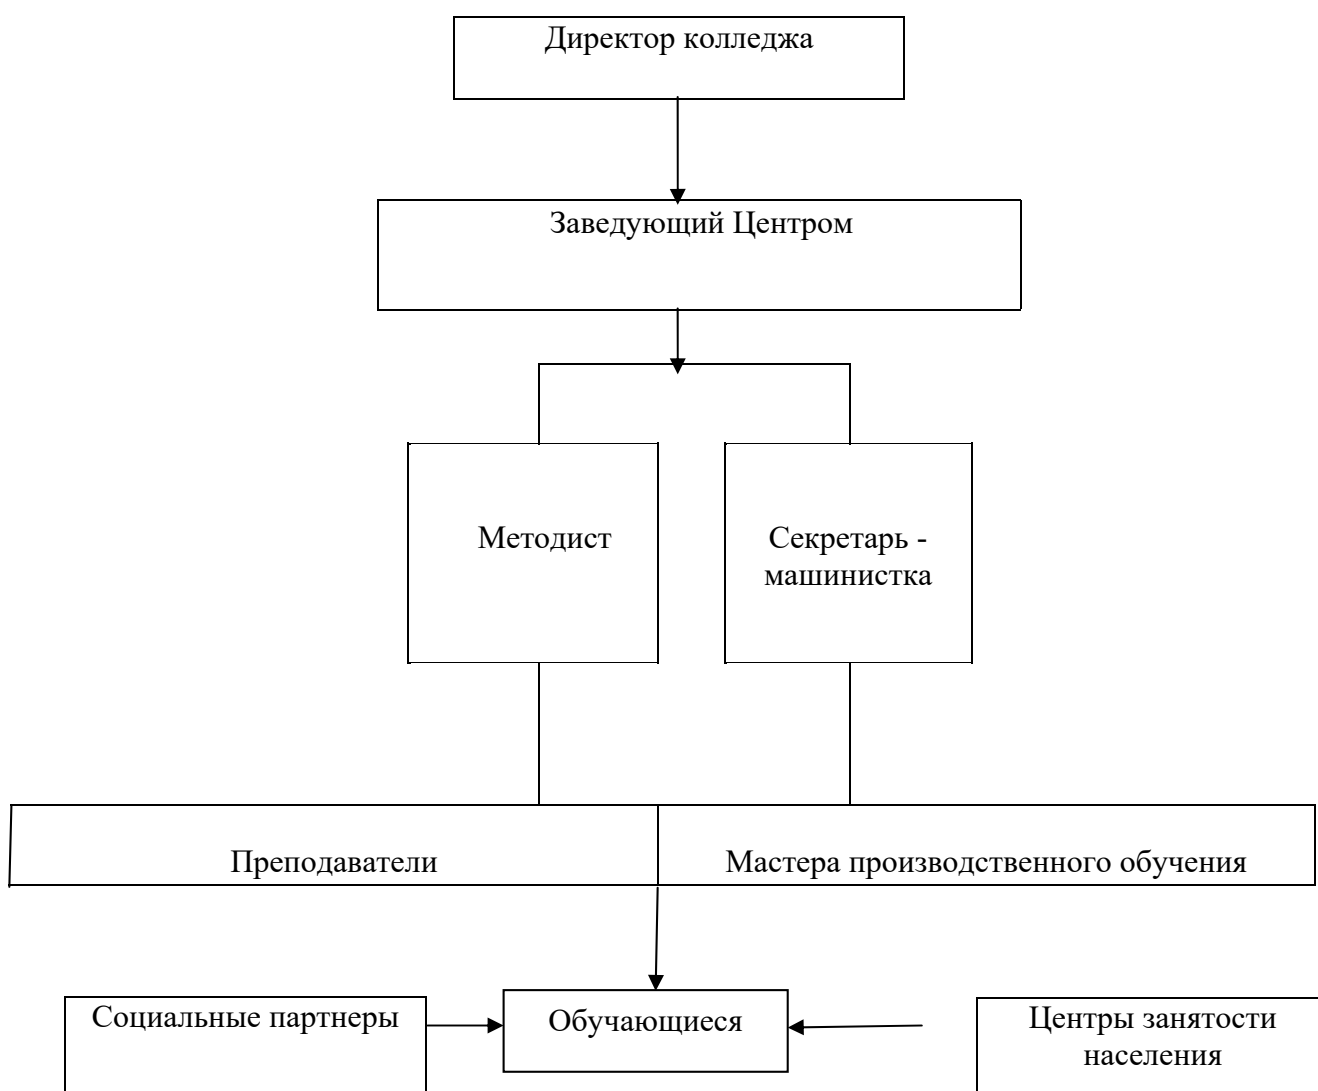 Директор колледжа
Заведующий Центром
Методист
Секретарь -
машинистка
Преподаватели
Мастера производственного обучения
Социальные партнеры
Обучающиеся
Центры занятости
населения